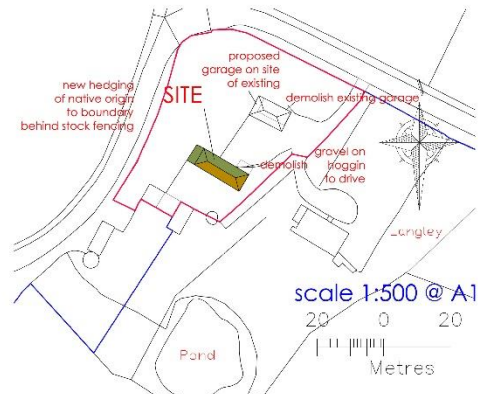 proposed
garage on site
of existing
new hedging
of native origin
to boundary
behind stock fencing
SITE
demolish existing garage
demolish
gravel on
hoggin
to drive
Langley
scale 1:500 @ A1
20 0 20
Metres
Pond